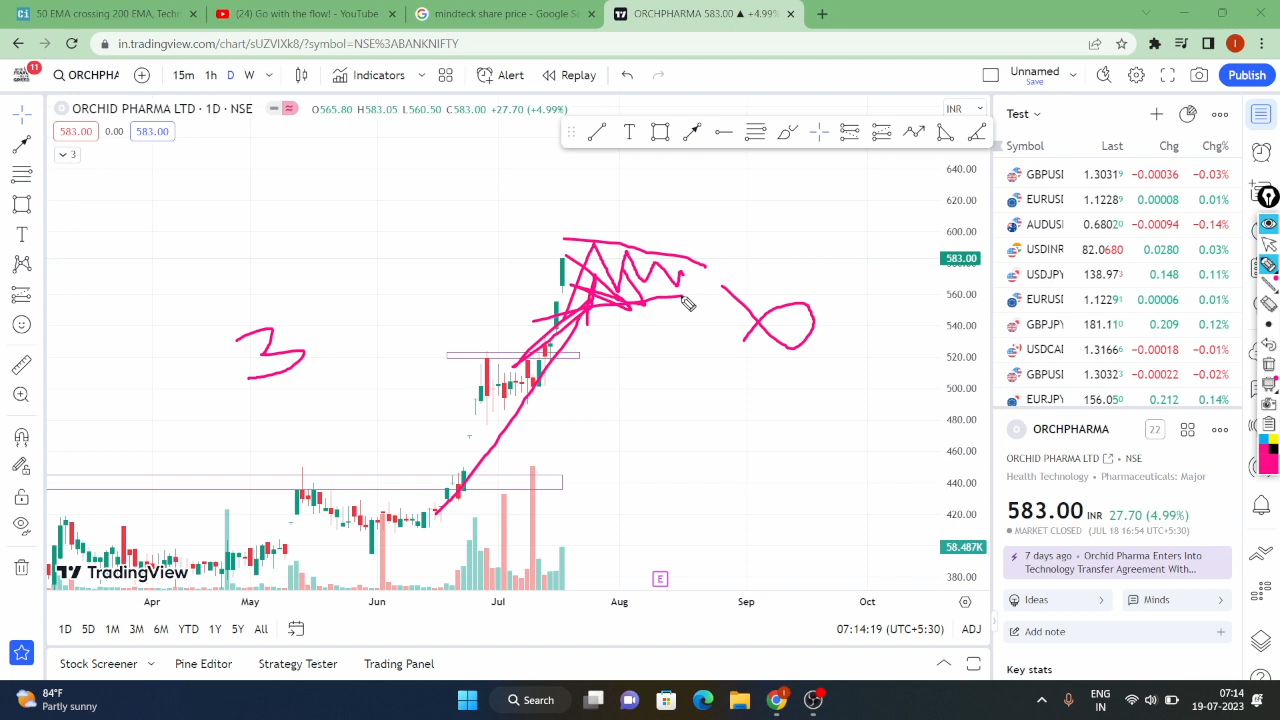 50 EMA crossing 200 EMA, Techn
(24) Go with the flow! - YouTube
mindeck share price - Google Se
ORCHPHARMA 583.00 ▲ +4.99%
in.tradingview.com/chart/sUZVIXk8/?symbol=NSE%3ABANKNIFTY
11
ORCHPHA
15m 1h D W
Indicators
Alert
Replay
Unnamed
Save
Publish
ORCHID PHARMA LTD · 1D · NSE
O565.80 H583.05 L560.50 C583.00 +27.70 (+4.99%)
INR
583.00 0.00 583.00
3
640.00
620.00
600.00
583.00
560.00
540.00
520.00
500.00
480.00
460.00
440.00
420.00
58.487K
380.00
3
E
TradingView
Apr May Jun Jul Aug Sep Oct
1D 5D 1M 3M 6M YTD 1Y 5Y All
07:14:19 (UTC+5:30) ADJ
Stock Screener Pine Editor Strategy Tester Trading Panel
Test
Symbol Last Chg Chg%
GBPUSI 1.30319 −0.00036 −0.03%
EURUSI 1.12289 0.00008 0.01%
AUDUSI 0.68020 −0.00094 −0.14%
USDINR 82.0680 0.0280 0.03%
USDJPY 138.973 0.148 0.11%
EURUSI 1.12291 0.00006 0.01%
GBPJPY 181.110 0.209 0.12%
USDCAI 1.31666 −0.00018 −0.01%
GBPUSI 1.30323 −0.00022 −0.02%
EURJPY 156.050 0.212 0.14%
ORCHPHARMA
22
ORCHID PHARMA LTD · NSE
Health Technology • Pharmaceuticals: Major
583.00 INR 27.70 (4.99%)
MARKET CLOSED (JUL 18 16:54 UTC+5:30)
7 days ago • Orchid Pharma Enters Into
Technology Transfer Agreement With...
Ideas
Minds
Add note
Key stats
84°F
Partly sunny
Search
ENG
IN
07:14
19-07-2023